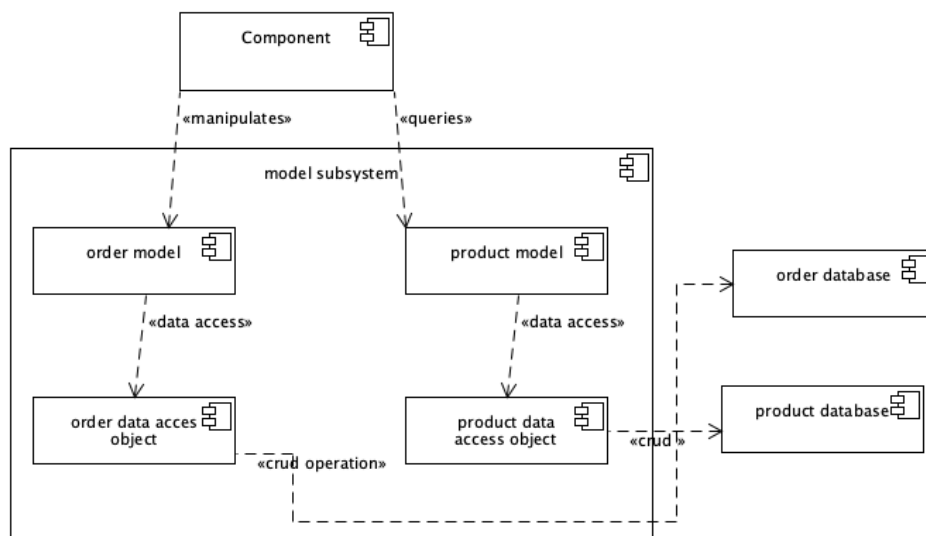 Component
«manipulates»
«queries»
model subsystem
order model
product model
order database
«data access»
«data access»
product database
order data acces
object
product data
access object
«crud »
«crud operation»